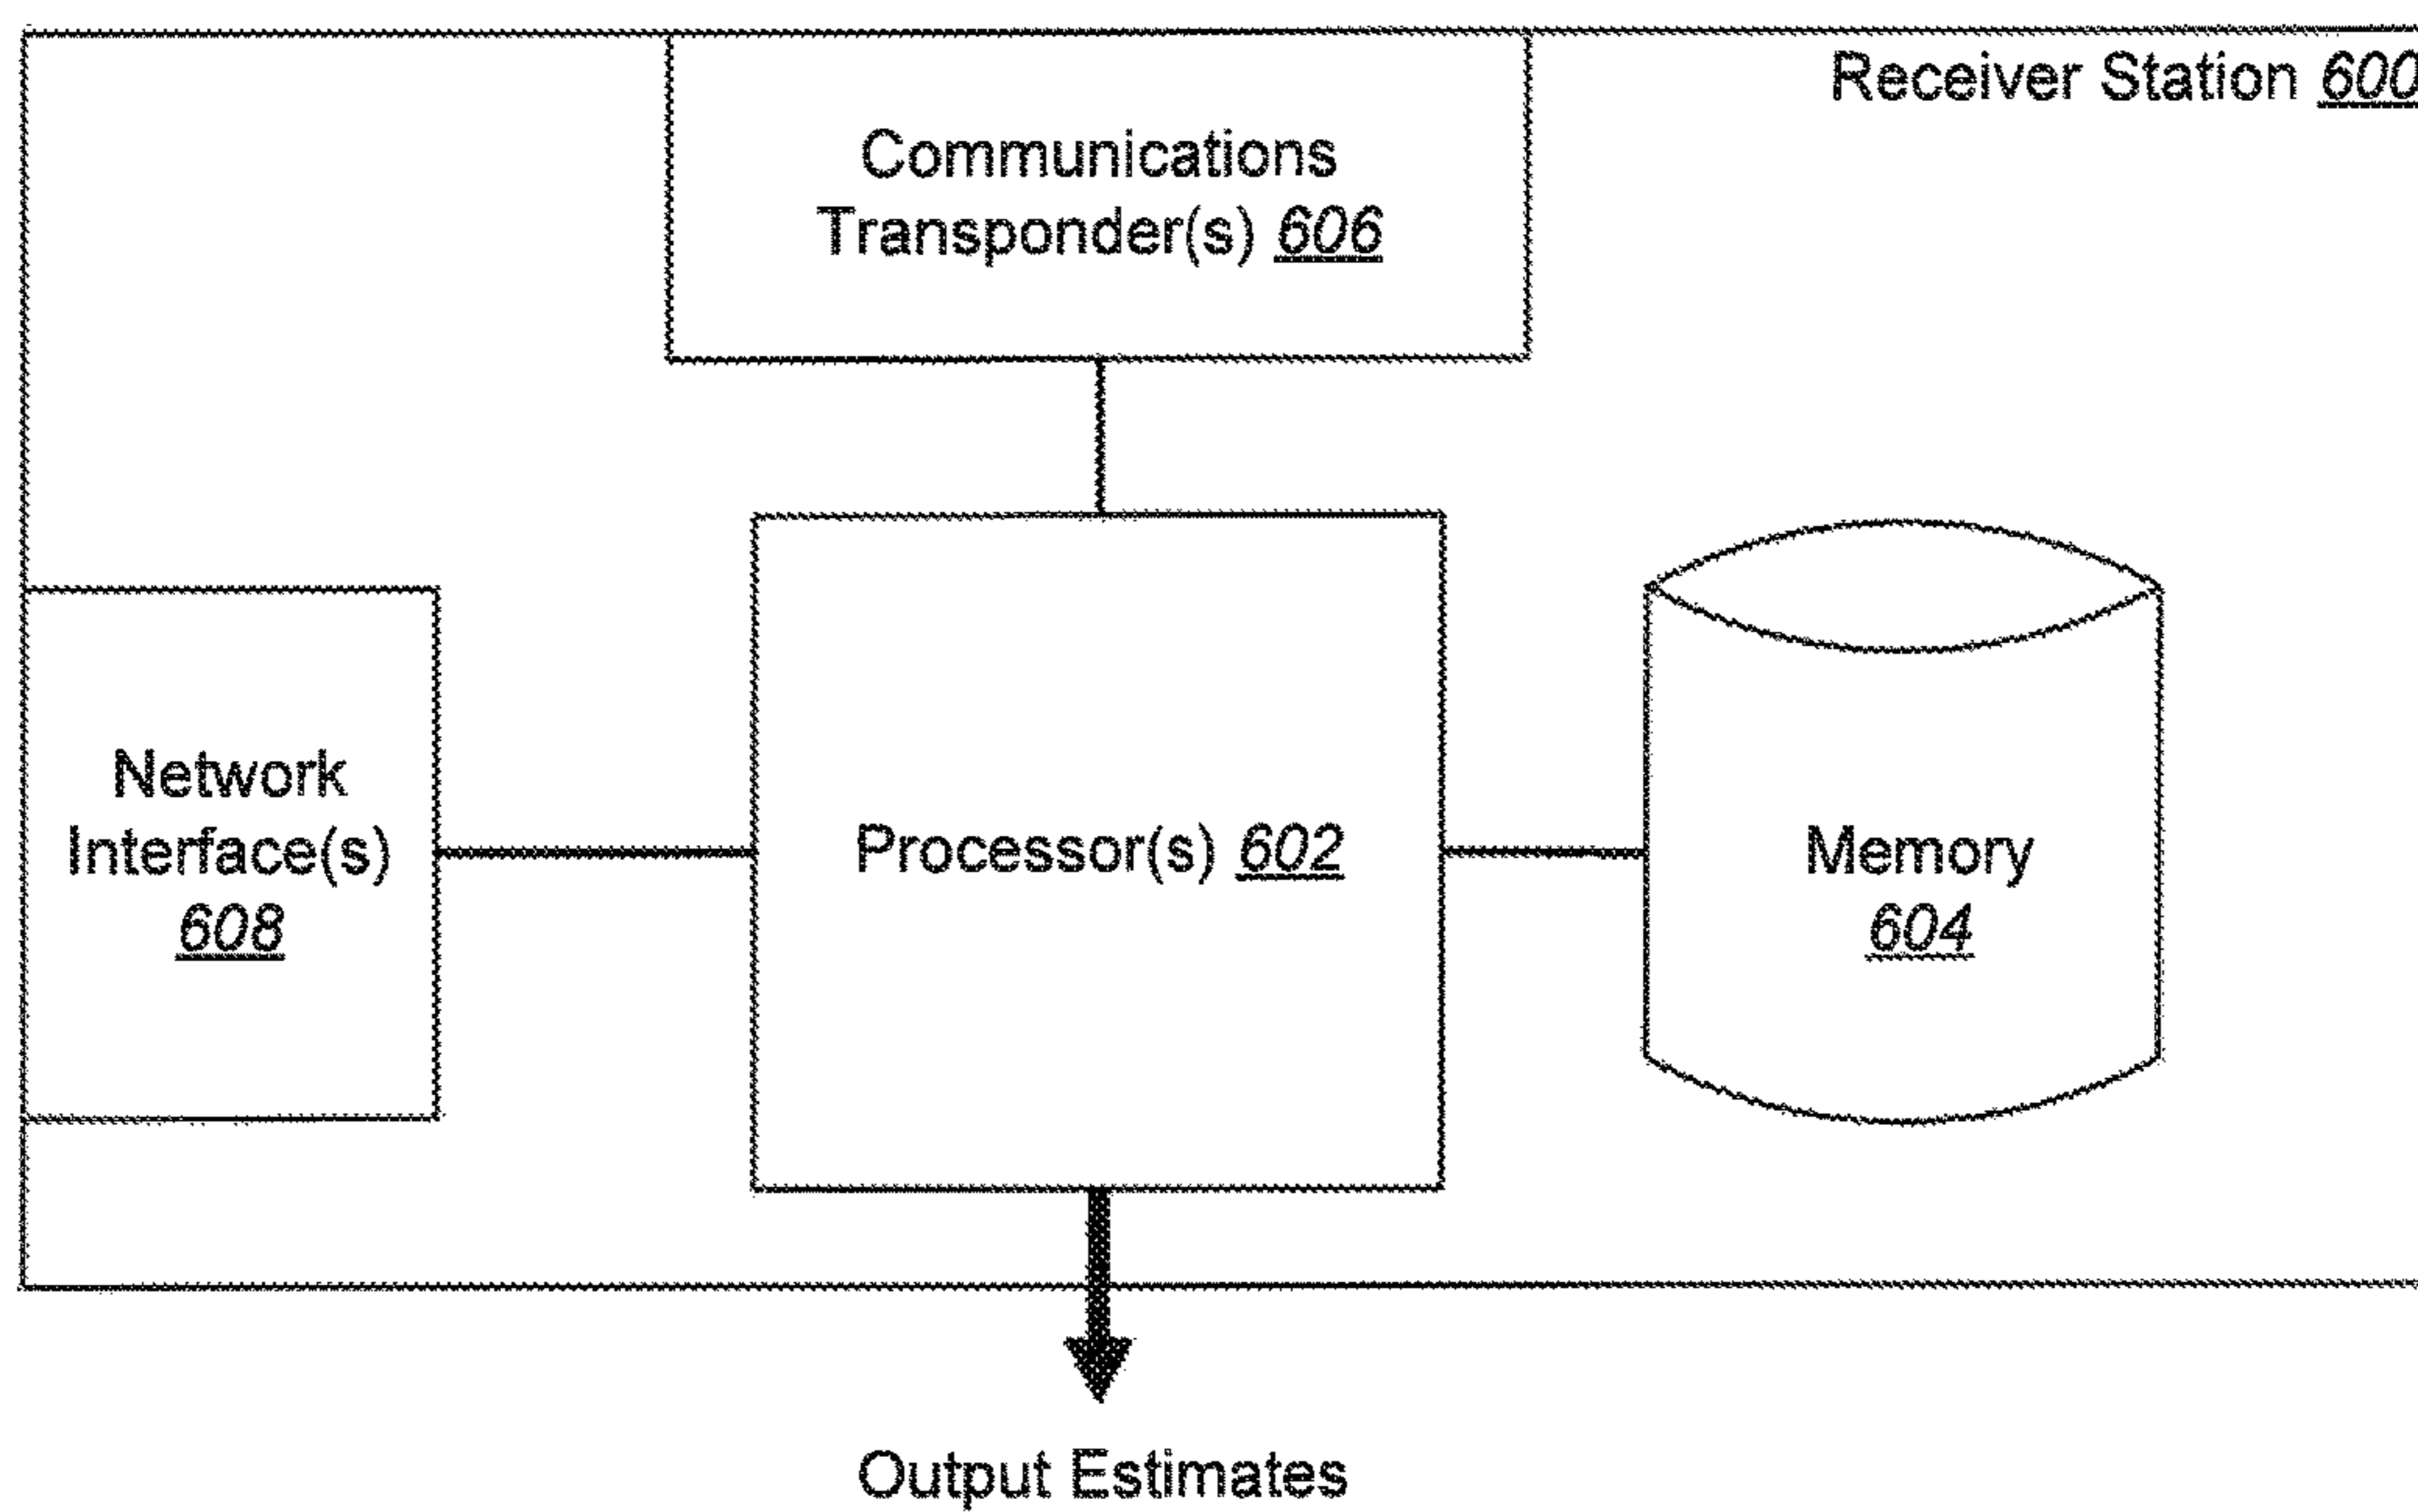 Receiver Station 600
Communications
Transponder(s) 606
Network
Interface(s)
608
Processor(s) 602
Memory
604
Output Estimates